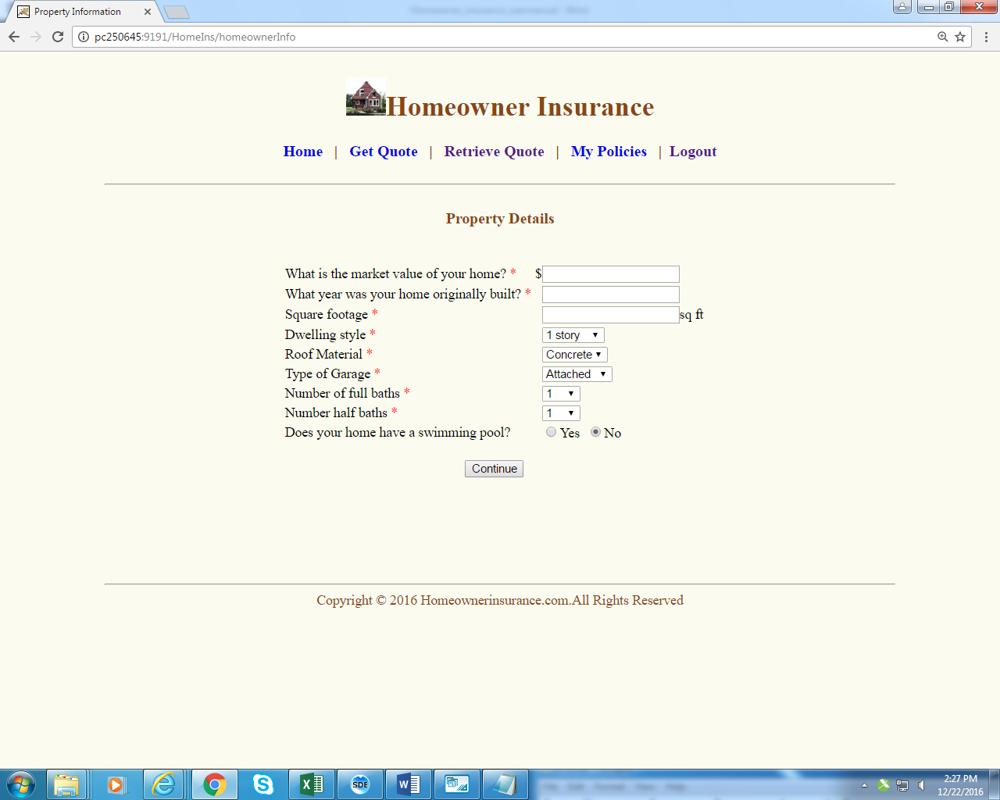 Property Information
pc250645:9191/HomeIns/homeownerInfo
Homeowner Insurance
Home | Get Quote | Retrieve Quote | My Policies | Logout
Property Details
What is the market value of your home? * $
What year was your home originally built? *
Square footage * sq ft
Dwelling style * 1 story
Roof Material * Concrete
Type of Garage * Attached
Number of full baths * 1
Number half baths * 1
Does your home have a swimming pool? Yes No
Continue
Copyright © 2016 Homeownerinsurance.com.All Rights Reserved
SDE
2:27 PM
12/22/2016